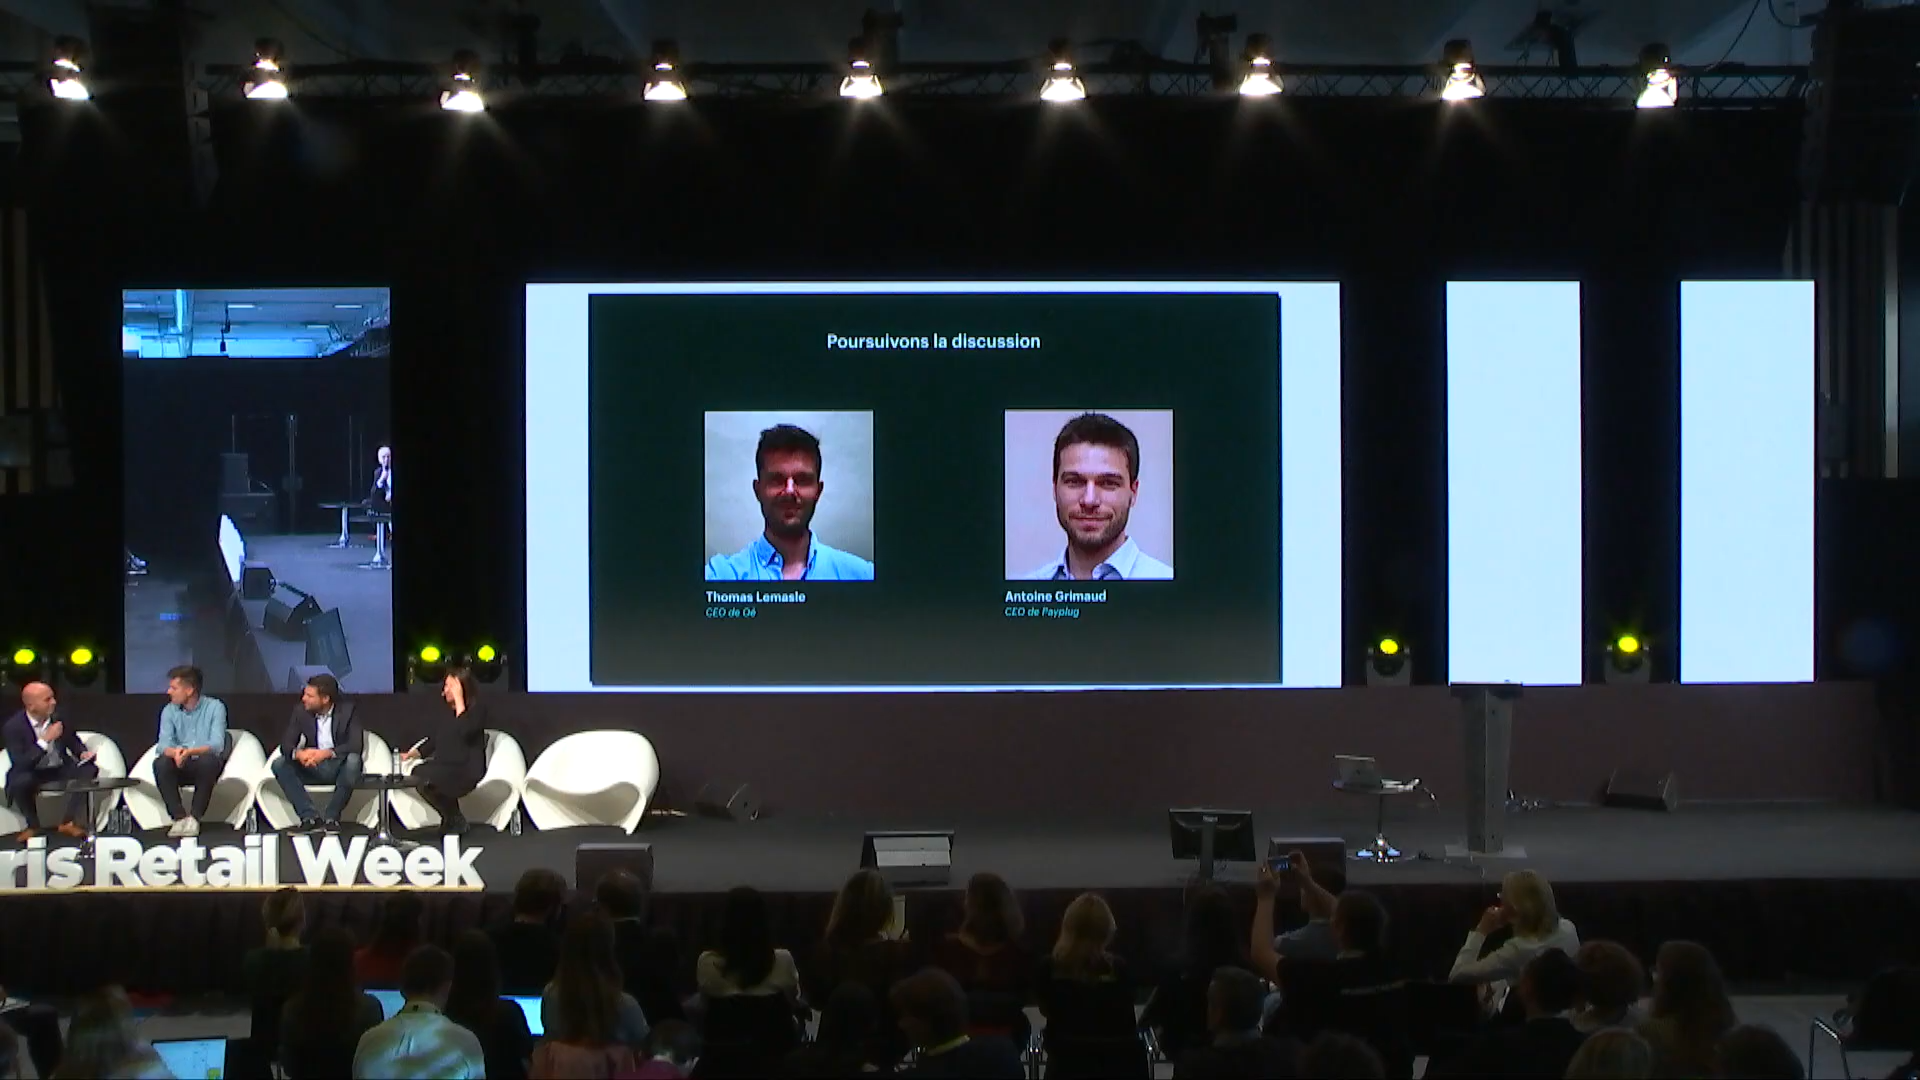 Poursuivons la discussion
Thomas Lemasle
CEO de Oé
Antoine Grimaud
CEO de Payplug
ris Retail Week